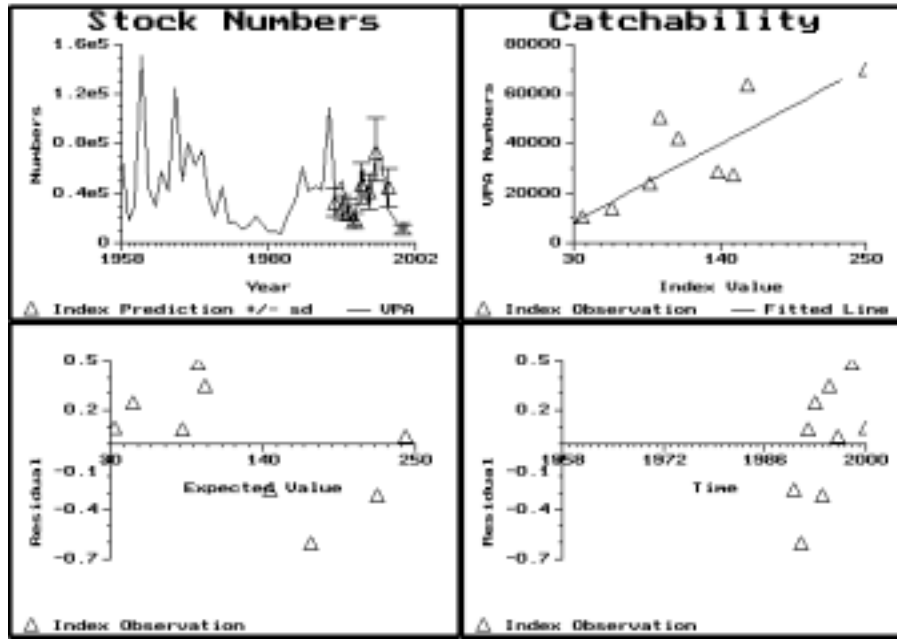 Stock Numbers
1.6e5
1.2e5
0.8e5
0.4e5
0
Numbers
1958
1980
2002
Year
△ Index Prediction +/- sd — VPA
Catchability
80000
60000
40000
20000
0
VPA Numbers
30
140
250
Index Value
△ Index Observation — Fitted Line
0.5
0.2
-0.1
-0.4
-0.7
Residual
30
140
250
Expected Value
△ Index Observation
0.5
0.2
-0.1
-0.4
-0.7
Residual
1958
1972
1986
2000
Time
△ Index Observation